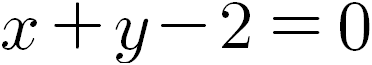 x + y − 2 = 0